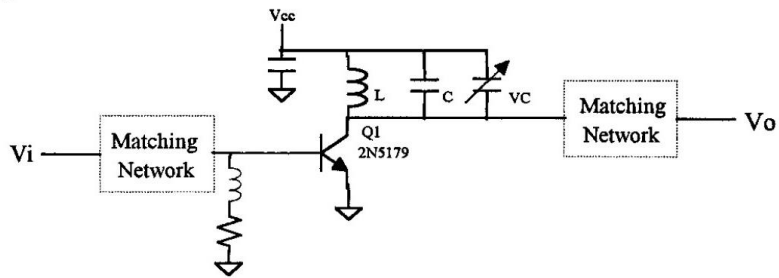 Vcc
L
C
VC
Matching
Network
Vo
Q1
2N5179
Vi
Matching
Network